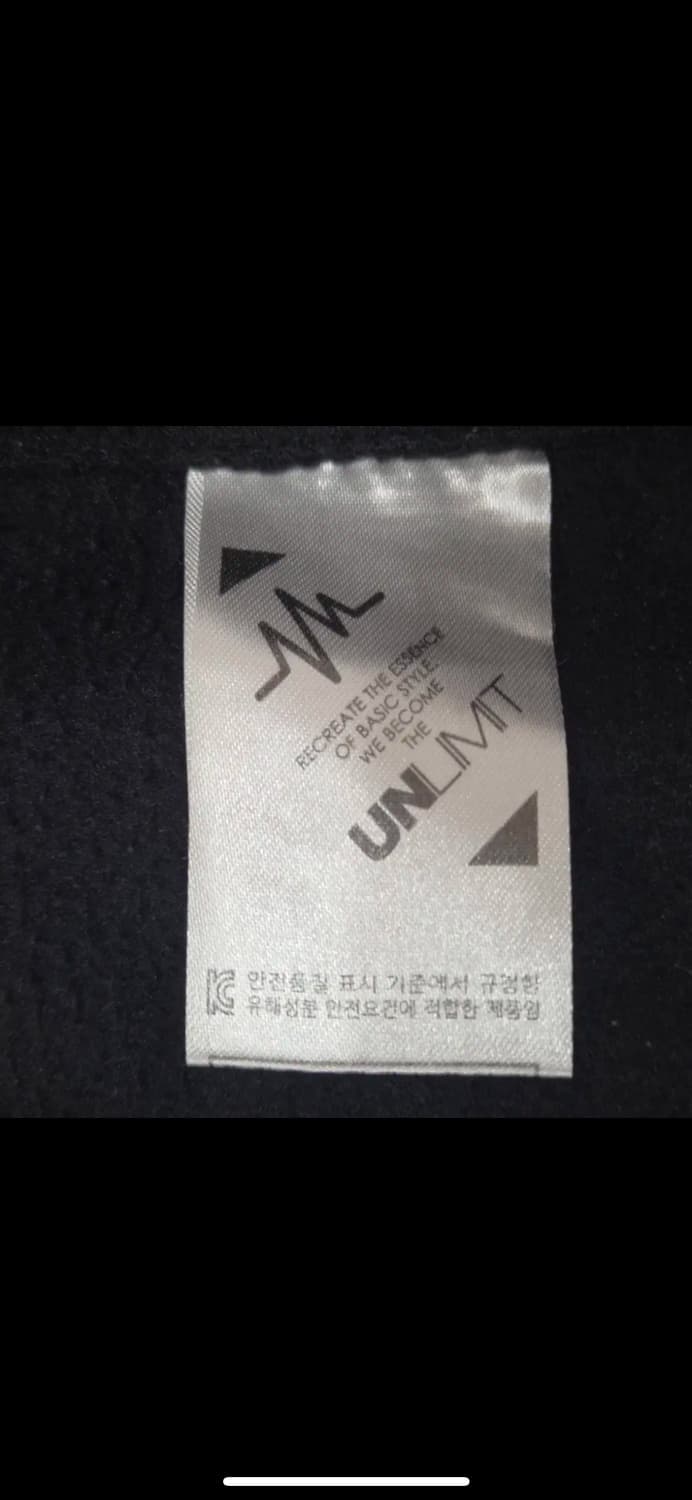 RECREATE THE ESSENCE
OF BASIC STYLE.
WE BECOME
THE
UNLIMIT
KC 안전품질 표시 기준에서 규정한
유해성분 안전요건에 적합한 제품임